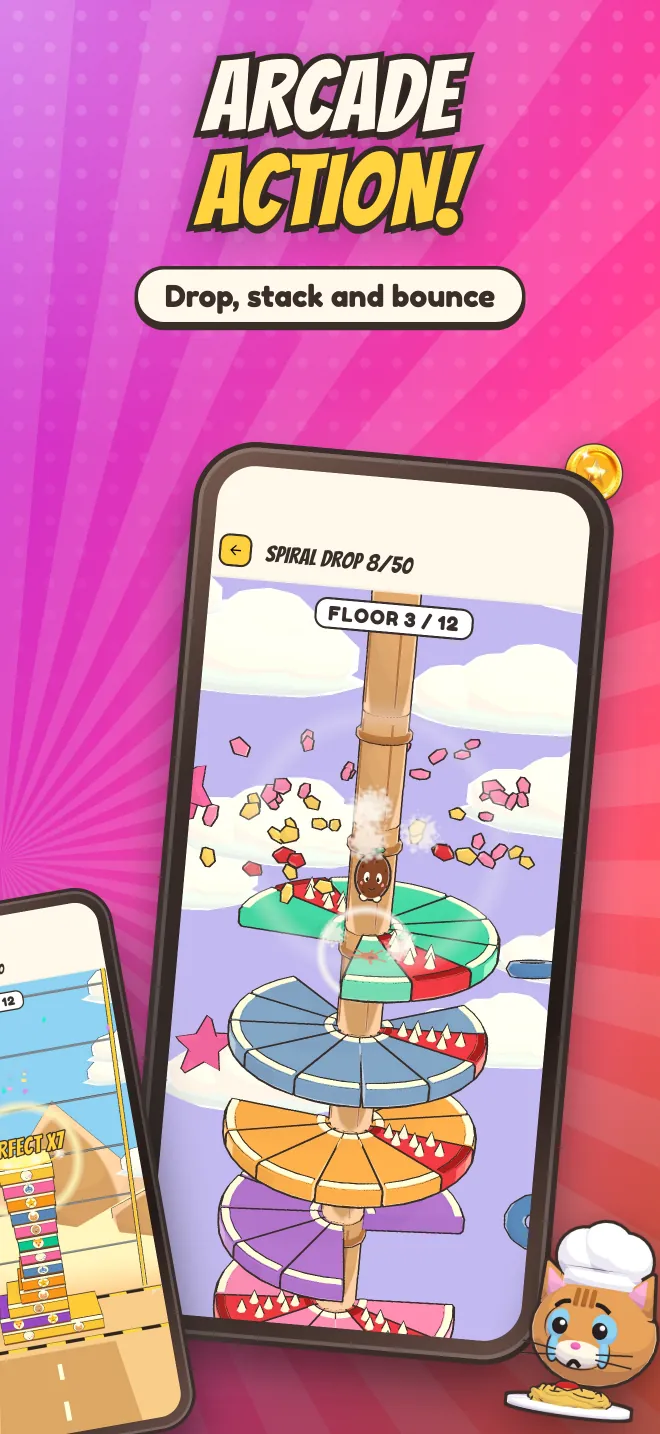 ARCADE
ACTION!
Drop, stack and bounce
SPIRAL DROP 8/50
FLOOR 3 / 12
12
RFECT X7